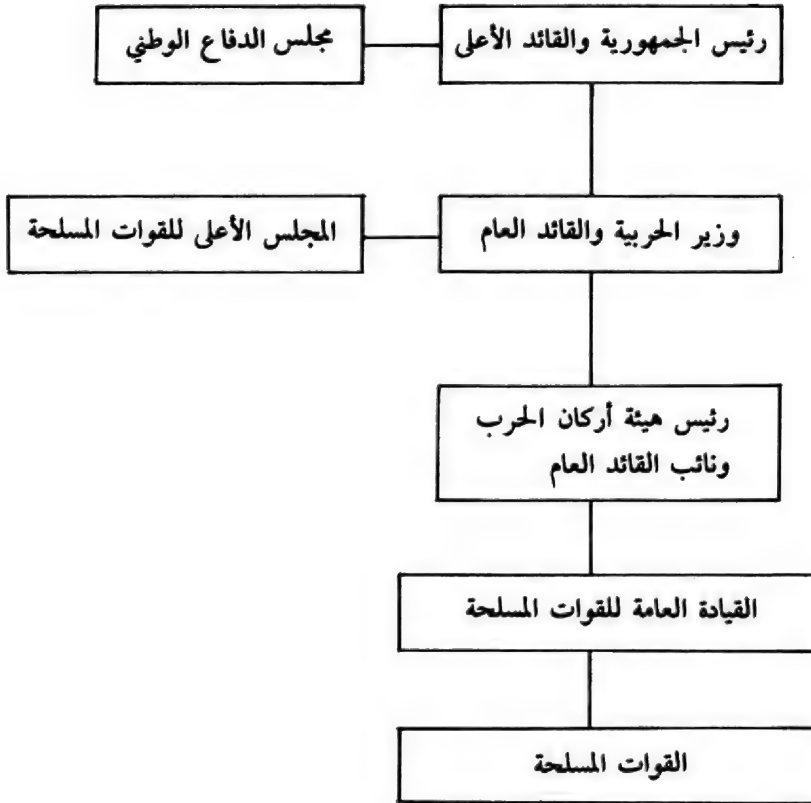 رئيس الجمهورية والقائد الأعلى
مجلس الدفاع الوطني
وزير الحربية والقائد العام
المجلس الأعلى للقوات المسلحة
رئيس هيئة أركان الحرب
ونائب القائد العام
القيادة العامة للقوات المسلحة
القوات المسلحة